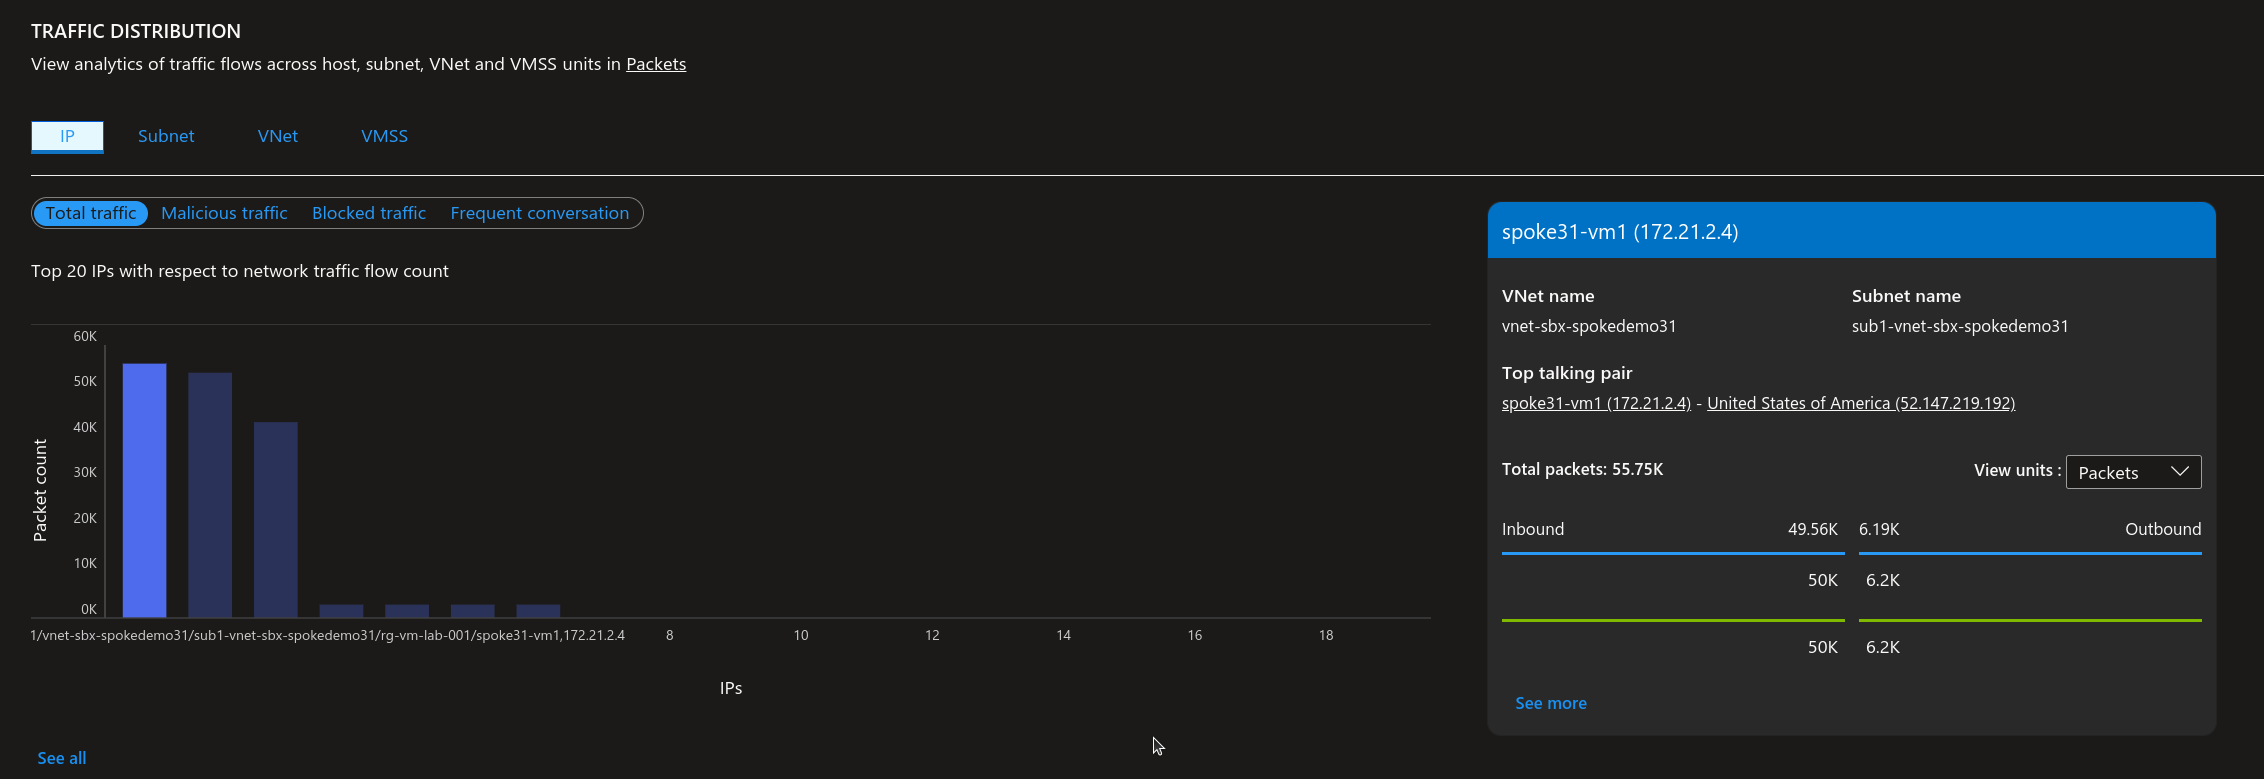 TRAFFIC DISTRIBUTION
View analytics of traffic flows across host, subnet, VNet and VMSS units in Packets
IP Subnet VNet VMSS
Total traffic Malicious traffic Blocked traffic Frequent conversation
Top 20 IPs with respect to network traffic flow count
60K
50K
40K
30K
20K
10K
0K
Packet count
1/vnet-sbx-spokedemo31/sub1-vnet-sbx-spokedemo31/rg-vm-lab-001/spoke31-vm1,172.21.2.4 8 10 12 14 16 18
IPs
See all
spoke31-vm1 (172.21.2.4)
VNet name Subnet name
vnet-sbx-spokedemo31 sub1-vnet-sbx-spokedemo31
Top talking pair
spoke31-vm1 (172.21.2.4) - United States of America (52.147.219.192)
Total packets: 55.75K View units : Packets
Inbound 49.56K 6.19K Outbound
50K 6.2K
50K 6.2K
See more